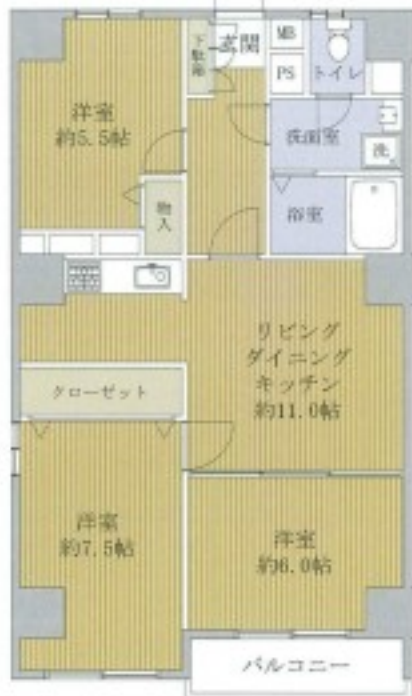 下駄箱
玄関
MB
PS
トイレ
洋室
約5.5帖
洗面室
洗
物入
浴室
リビング
ダイニング
キッチン
約11.0帖
クローゼット
洋室
約7.5帖
洋室
約6.0帖
バルコニー